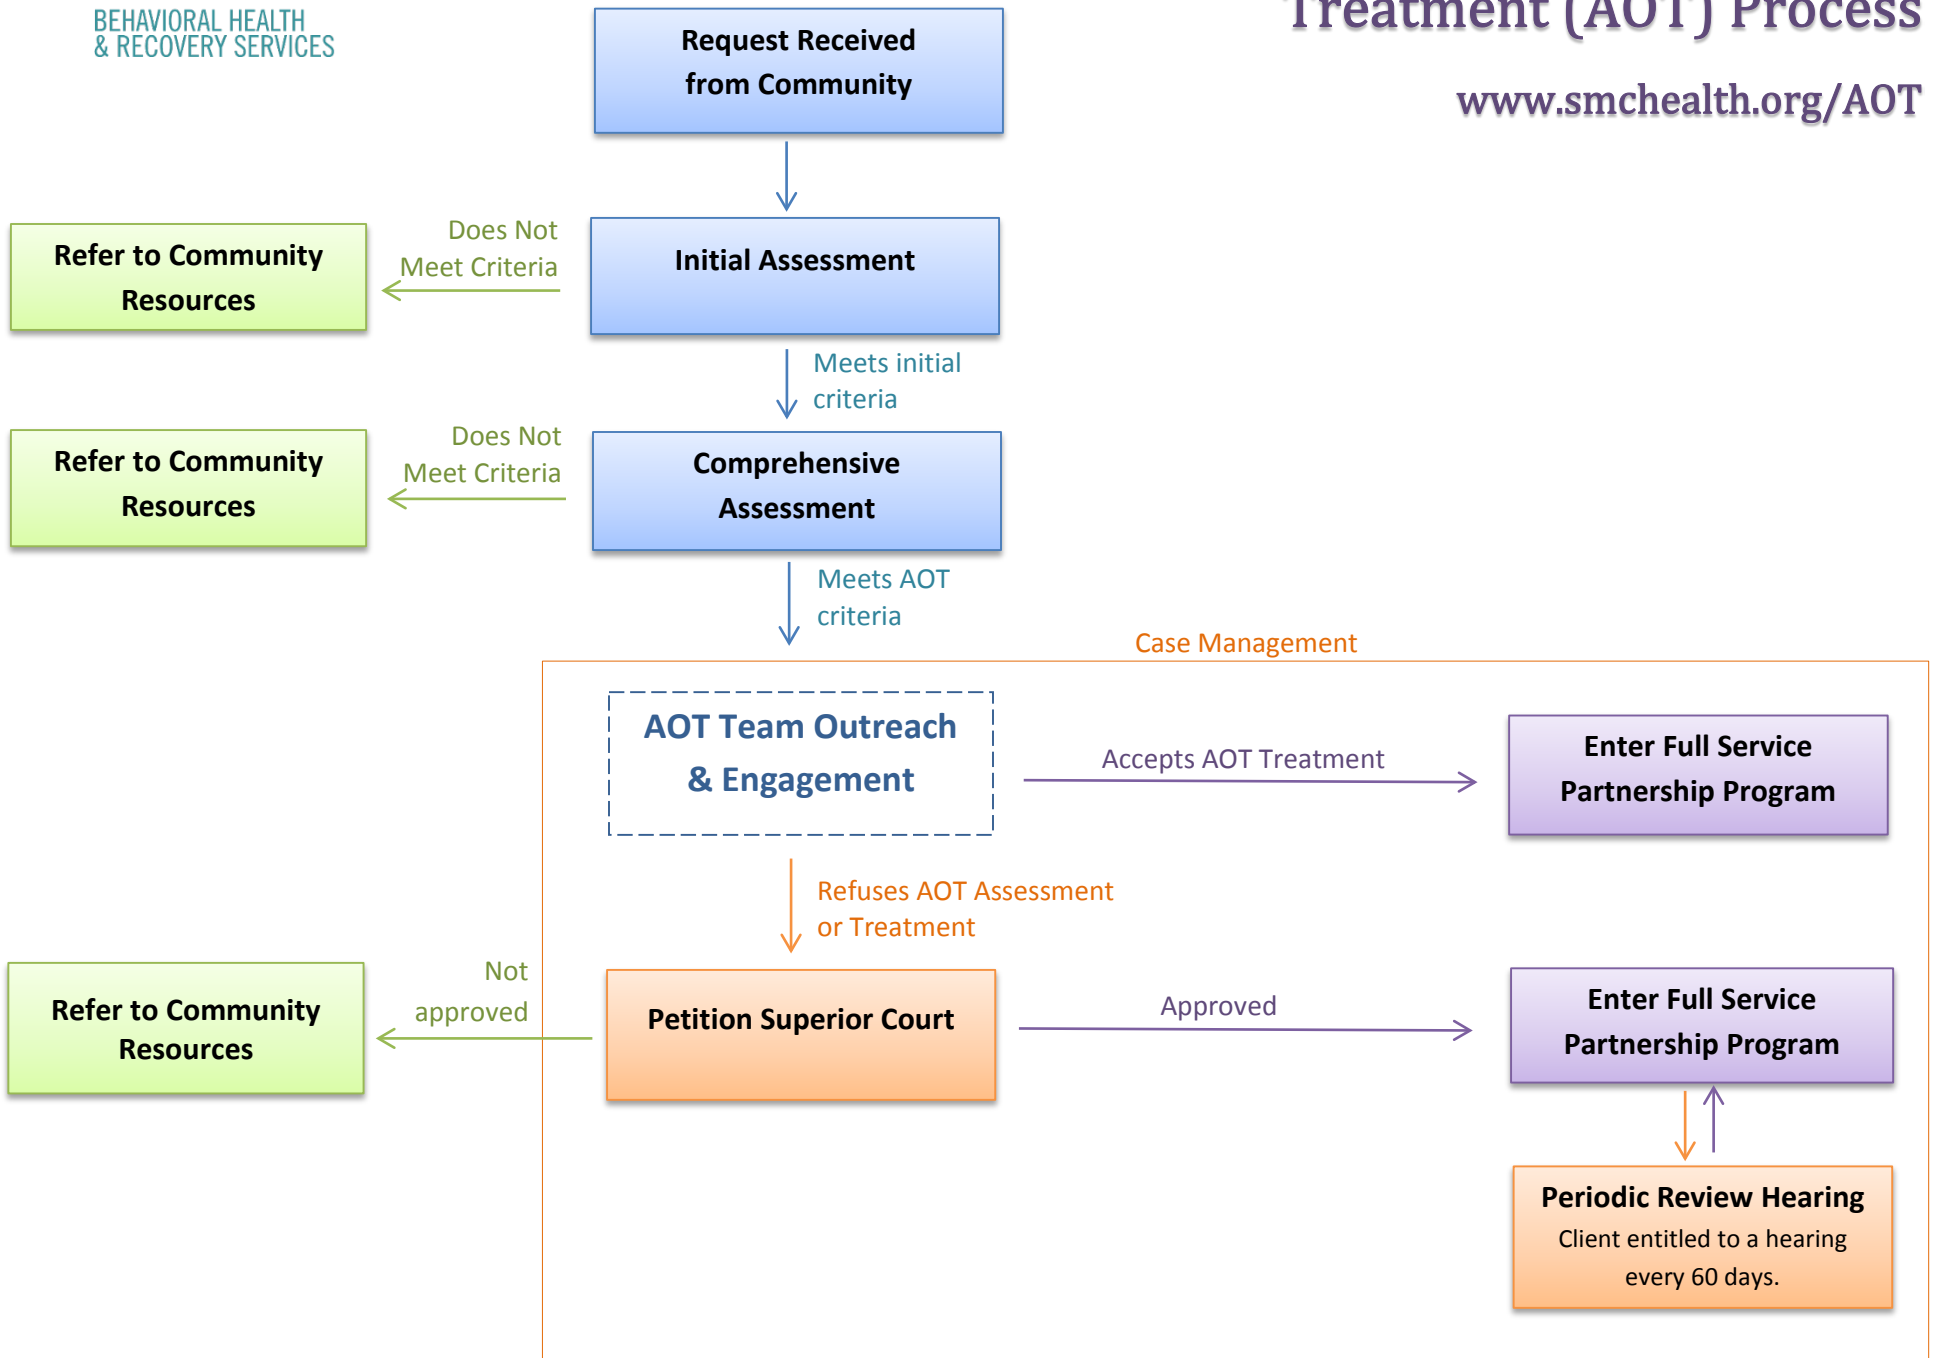 BEHAVIORAL HEALTH
& RECOVERY SERVICES
Treatment (AOT) Process
www.smchealth.org/AOT
Request Received
from Community
Refer to Community
Resources
Does Not
Meet Criteria
Initial Assessment
Meets initial
criteria
Refer to Community
Resources
Does Not
Meet Criteria
Comprehensive
Assessment
Meets AOT
criteria
Case Management
AOT Team Outreach
& Engagement
Accepts AOT Treatment
Enter Full Service
Partnership Program
Refuses AOT Assessment
or Treatment
Refer to Community
Resources
Not
approved
Petition Superior Court
Approved
Enter Full Service
Partnership Program
Periodic Review Hearing
Client entitled to a hearing
every 60 days.